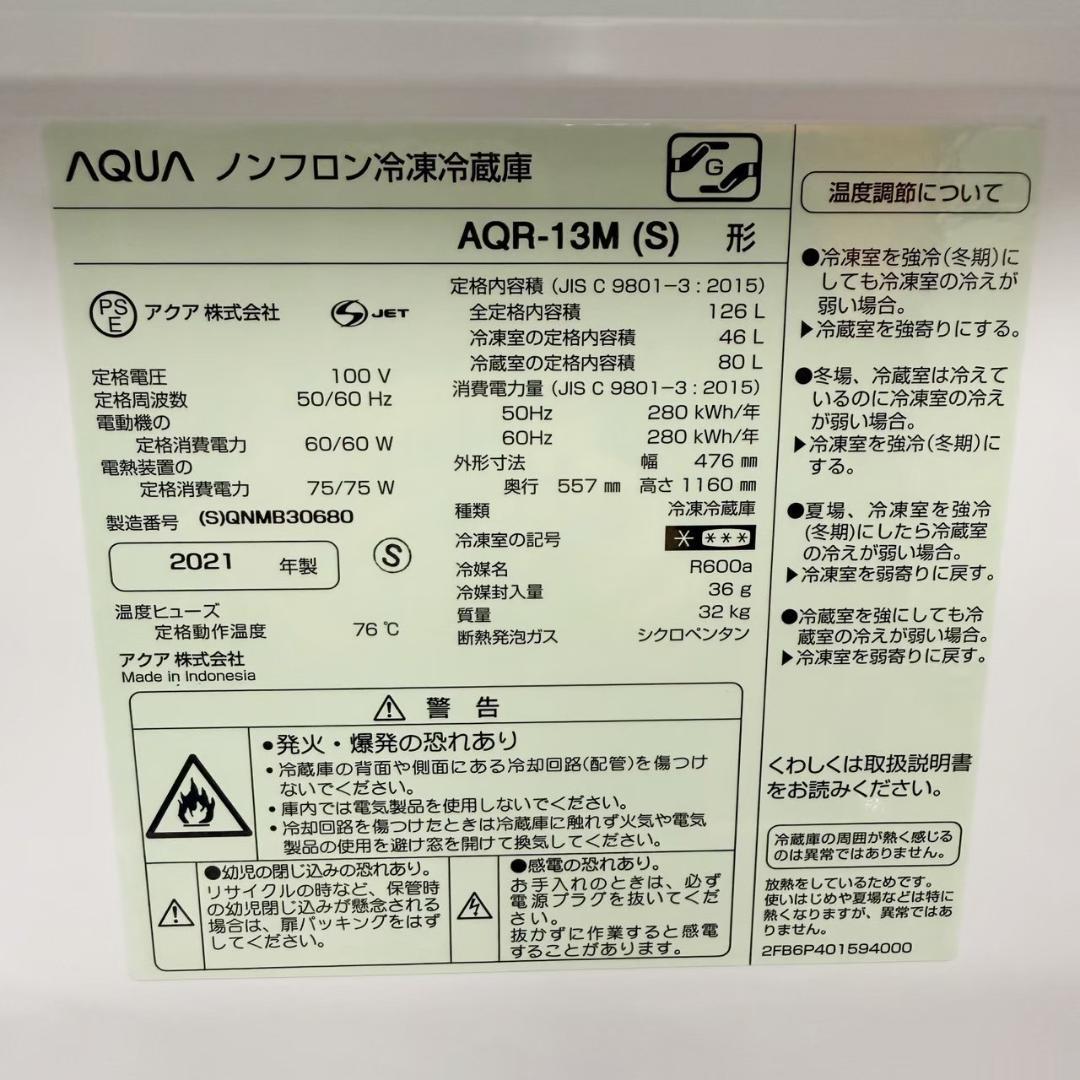 AQUA ノンフロン冷凍冷蔵庫
G
AQR-13M (S) 形
PS
E
アクア 株式会社
S JET
定格電圧 100 V
定格周波数 50/60 Hz
電動機の
定格消費電力 60/60 W
電熱装置の
定格消費電力 75/75 W
製造番号 (S)QNMB30680
2021 年製
S
温度ヒューズ
定格動作温度 76 ℃
アクア 株式会社
Made in Indonesia
定格内容積 (JIS C 9801-3 : 2015)
全定格内容積 126 L
冷凍室の定格内容積 46 L
冷蔵室の定格内容積 80 L
消費電力量 (JIS C 9801-3 : 2015)
50Hz 280 kWh/年
60Hz 280 kWh/年
外形寸法 幅 476 ㎜
奥行 557 ㎜ 高さ 1160 ㎜
種類 冷凍冷蔵庫
冷凍室の記号 * ***
冷媒名 R600a
冷媒封入量 36 g
質量 32 kg
断熱発泡ガス シクロペンタン
⚠ 警 告
●発火・爆発の恐れあり
・冷蔵庫の背面や側面にある冷却回路(配管)を傷つけ
ないでください。
・庫内では電気製品を使用しないでください。
・冷却回路を傷つけたときは冷蔵庫に触れず火気や電気
製品の使用を避け窓を開けて換気してください。
●幼児の閉じ込みの恐れあり。
リサイクルの時など、保管時
の幼児閉じ込みが懸念される
場合は、扉パッキングをはず
してください。
●感電の恐れあり。
お手入れのときは、必ず
電源プラグを抜いてくだ
さい。
抜かずに作業すると感電
することがあります。
温度調節について
●冷凍室を強冷(冬期)に
しても冷凍室の冷えが
弱い場合。
▶冷蔵室を強寄りにする。
●冬場、冷蔵室は冷えて
いるのに冷凍室の冷え
が弱い場合。
▶冷凍室を強冷(冬期)に
する。
●夏場、冷凍室を強冷
(冬期)にしたら冷蔵室
の冷えが弱い場合。
▶冷凍室を弱寄りに戻す。
●冷蔵室を強にしても冷
蔵室の冷えが弱い場合。
▶冷凍室を弱寄りに戻す。
くわしくは取扱説明書
をお読みください。
冷蔵庫の周囲が熱く感じる
のは異常ではありません。
放熱をしているためです。
使いはじめや夏場などは特に
熱くなりますが、異常ではあ
りません。
2FB6P401594000